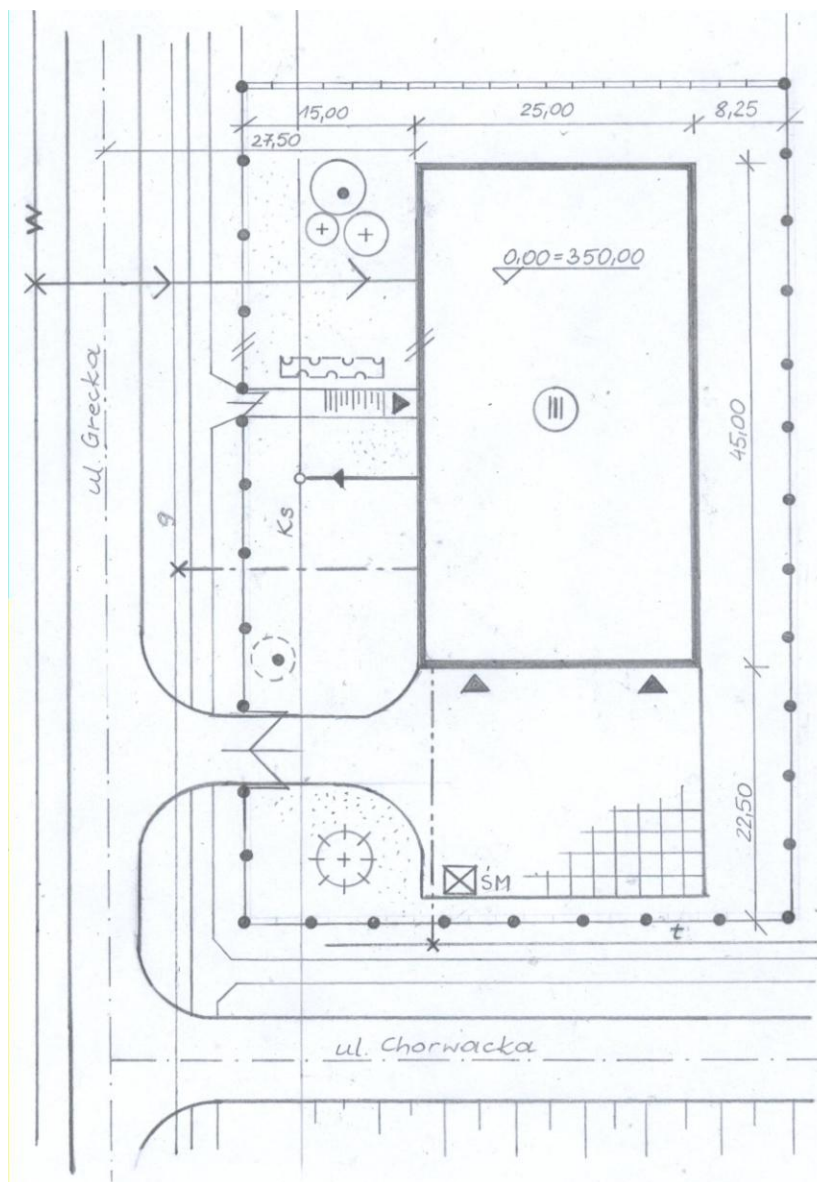 15,00
25,00
8,25
27,50
W
0,00=350,00
III
ul. Grecka
45,00
g
Ks
22,50
ŚM
t
ul. Chorwacka